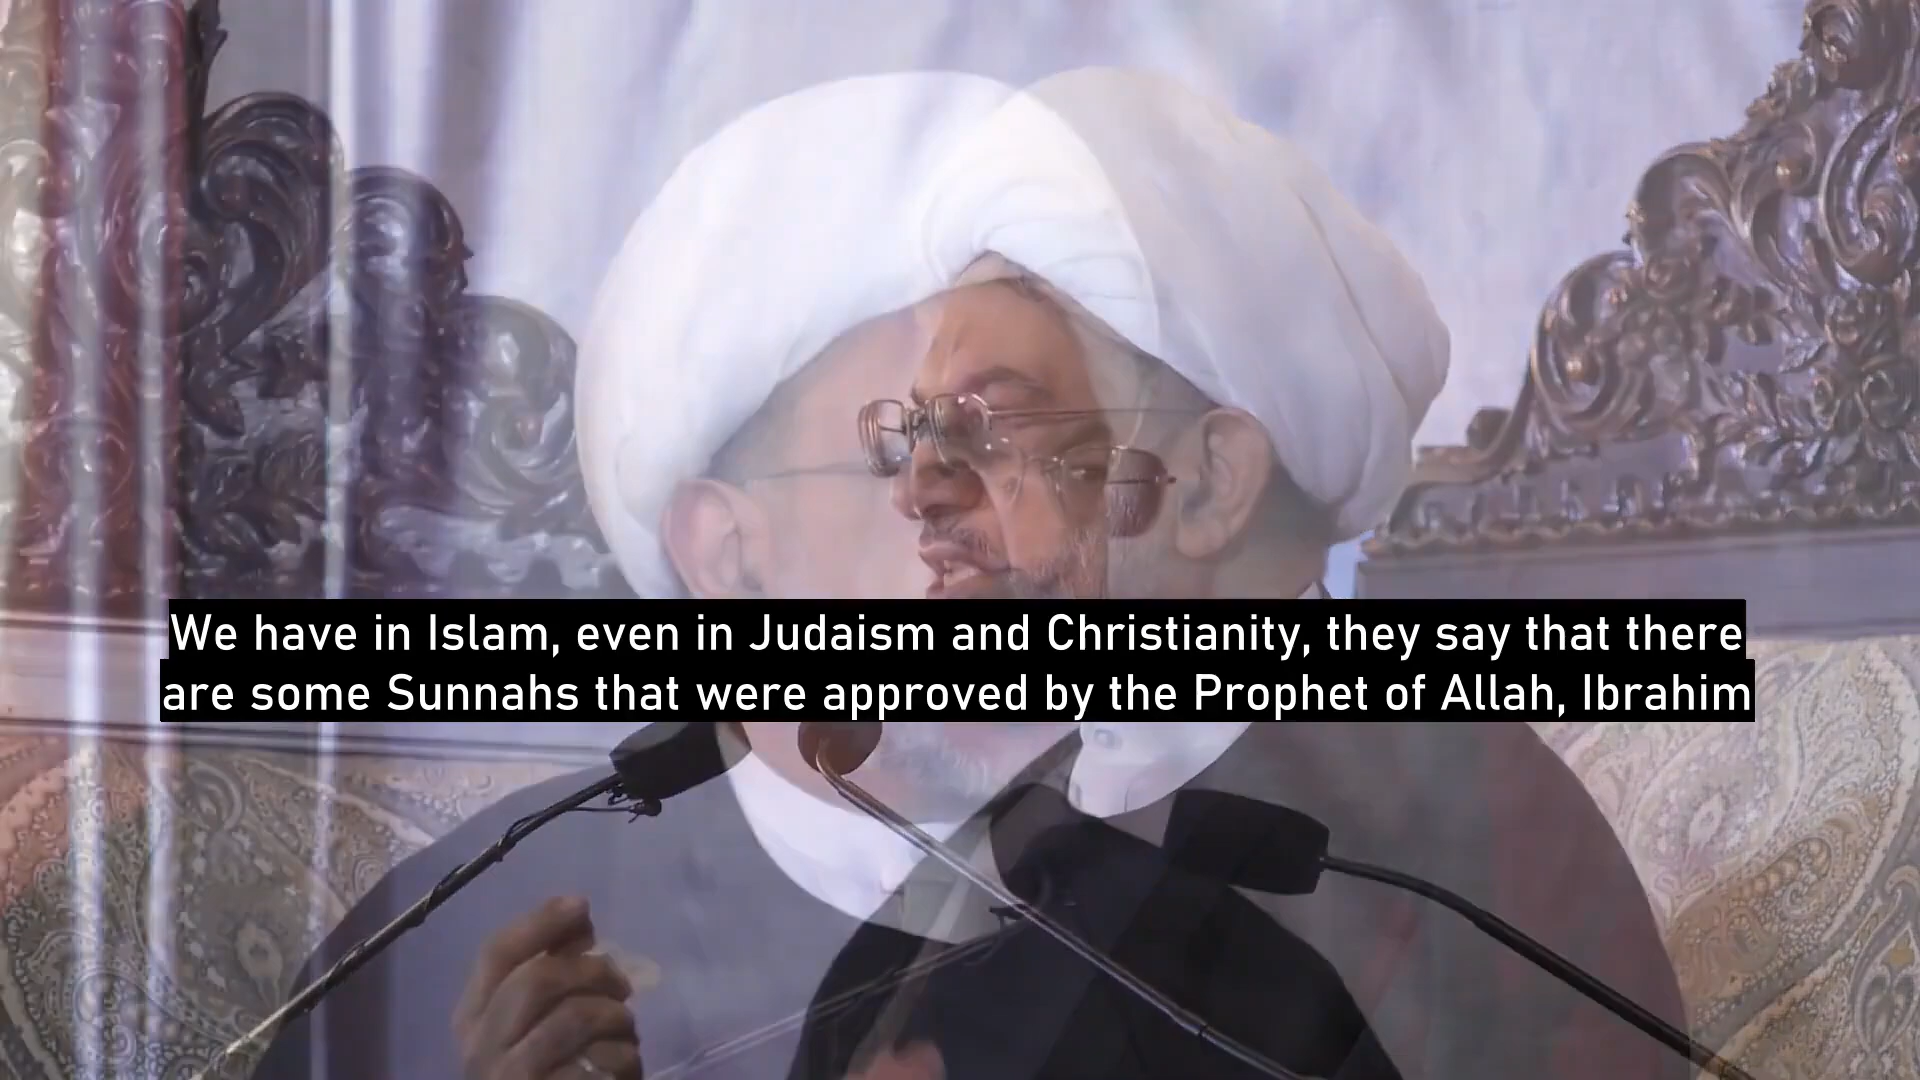 We have in Islam, even in Judaism and Christianity, they say that there
are some Sunnahs that were approved by the Prophet of Allah, Ibrahim